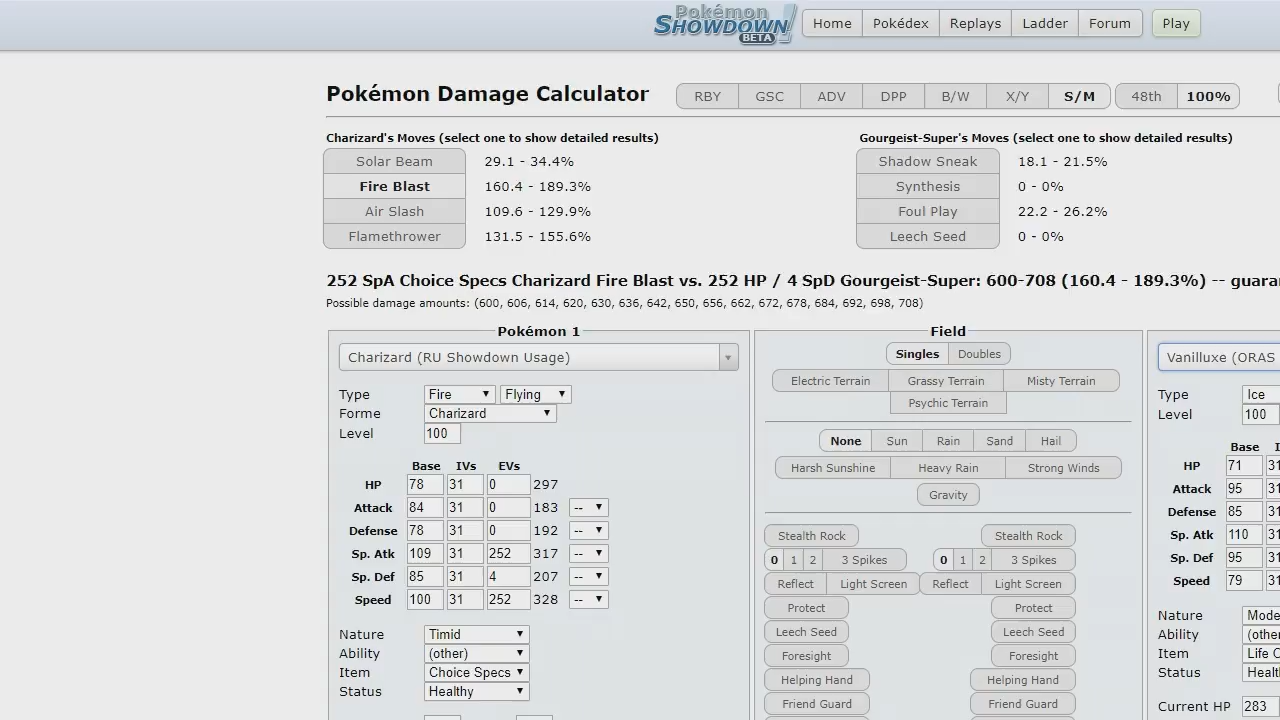 Pokémon
SHOWDOWN!
BETA
Home Pokédex Replays Ladder Forum Play
Pokémon Damage Calculator RBY GSC ADV DPP B/W X/Y S/M 48th 100%
Charizard's Moves (select one to show detailed results) Gourgeist-Super's Moves (select one to show detailed results)
Solar Beam 29.1 - 34.4% Shadow Sneak 18.1 - 21.5%
Fire Blast 160.4 - 189.3% Synthesis 0 - 0%
Air Slash 109.6 - 129.9% Foul Play 22.2 - 26.2%
Flamethrower 131.5 - 155.6% Leech Seed 0 - 0%
252 SpA Choice Specs Charizard Fire Blast vs. 252 HP / 4 SpD Gourgeist-Super: 600-708 (160.4 - 189.3%) -- guara
Possible damage amounts: (600, 606, 614, 620, 630, 636, 642, 650, 656, 662, 672, 678, 684, 692, 698, 708)
Pokémon 1
Charizard (RU Showdown Usage)
Type Fire Flying
Forme Charizard
Level 100
Base IVs EVs
HP 78 31 0 297
Attack 84 31 0 183 --
Defense 78 31 0 192 --
Sp. Atk 109 31 252 317 --
Sp. Def 85 31 4 207 --
Speed 100 31 252 328 --
Nature Timid
Ability (other)
Item Choice Specs
Status Healthy
Field
Singles Doubles
Electric Terrain Grassy Terrain Misty Terrain
Psychic Terrain
None Sun Rain Sand Hail
Harsh Sunshine Heavy Rain Strong Winds
Gravity
Stealth Rock Stealth Rock
0 1 2 3 Spikes 0 1 2 3 Spikes
Reflect Light Screen Reflect Light Screen
Protect Protect
Leech Seed Leech Seed
Foresight Foresight
Helping Hand Helping Hand
Friend Guard Friend Guard
Vanilluxe (ORAS
Type Ice
Level 100
Base I
HP 71 31
Attack 95 31
Defense 85 31
Sp. Atk 110 31
Sp. Def 95 31
Speed 79 31
Nature Mode
Ability (other
Item Life O
Status Healt
Current HP 283